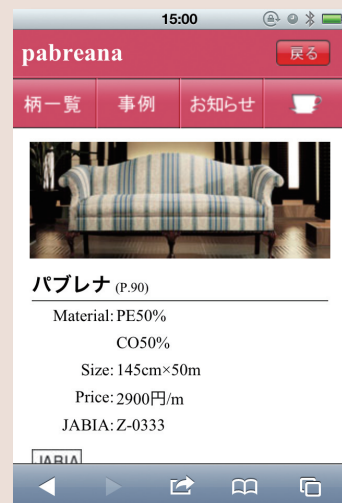 15:00
pabreana
戻る
柄一覧
事例
お知らせ
パブレナ (P.90)
Material: PE50%
CO50%
Size: 145cm×50m
Price: 2900円/m
JABIA: Z-0333
JABIA